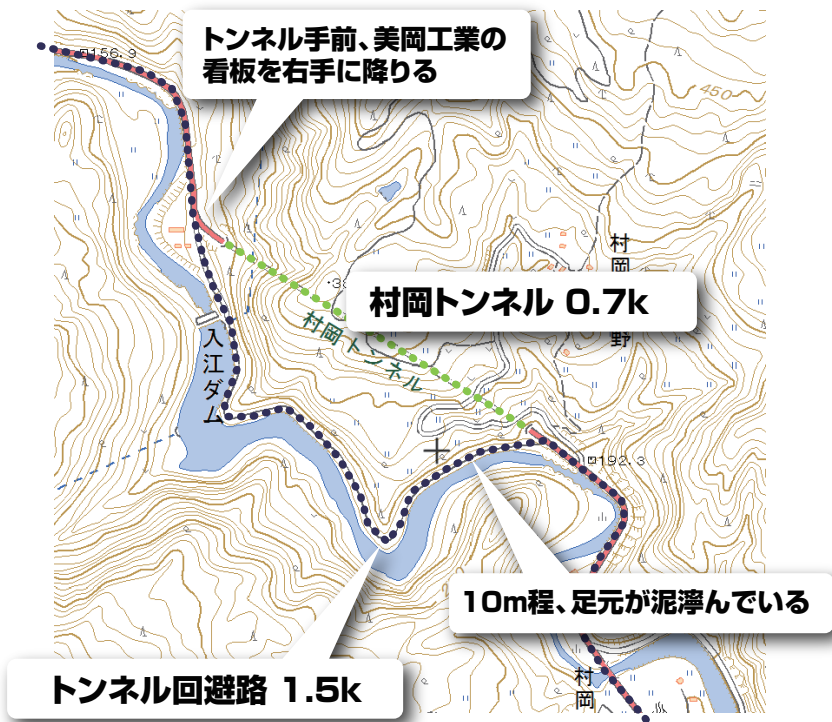 トンネル手前、美岡工業の
看板を右手に降りる
156.3
450
村岡
野
村岡トンネル 0.7k
村岡トンネル
入江ダム
192.3
10m程、足元が泥濘んでいる
トンネル回避路 1.5k
村岡